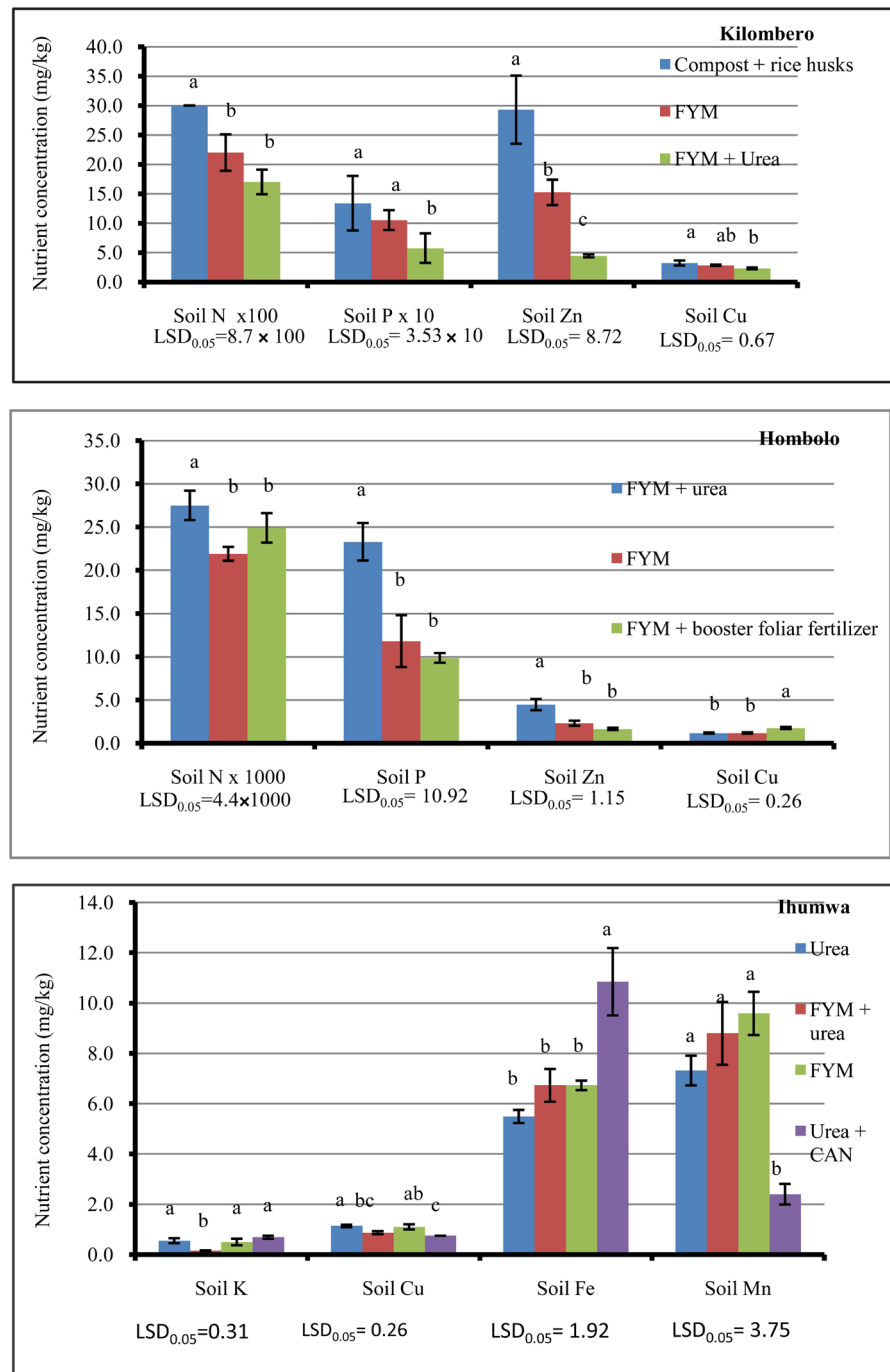 Kilombero
Nutrient concentration (mg/kg)
40.0
35.0
30.0
25.0
20.0
15.0
10.0
5.0
0.0
a
b
b
a
a
b
a
b
c
a
ab
b
Compost + rice husks
FYM
FYM + Urea
Soil N x100
Soil P x 10
Soil Zn
Soil Cu
LSD0.05=8.7 × 100
LSD0.05= 3.53 × 10
LSD0.05= 8.72
LSD0.05= 0.67
Hombolo
Nutrient concentration (mg/kg)
35.0
30.0
25.0
20.0
15.0
10.0
5.0
0.0
a
b
b
a
b
b
a
b
b
b
b
a
FYM + urea
FYM
FYM + booster foliar fertilizer
Soil N x 1000
Soil P
Soil Zn
Soil Cu
LSD0.05=4.4×1000
LSD0.05= 10.92
LSD0.05= 1.15
LSD0.05= 0.26
Ihumwa
Nutrient concentration (mg/kg)
14.0
12.0
10.0
8.0
6.0
4.0
2.0
0.0
a
b
a
a
a
bc
ab
c
b
b
b
a
a
a
a
b
Urea
FYM +
urea
FYM
Urea +
CAN
Soil K
Soil Cu
Soil Fe
Soil Mn
LSD0.05=0.31
LSD0.05= 0.26
LSD0.05= 1.92
LSD0.05= 3.75